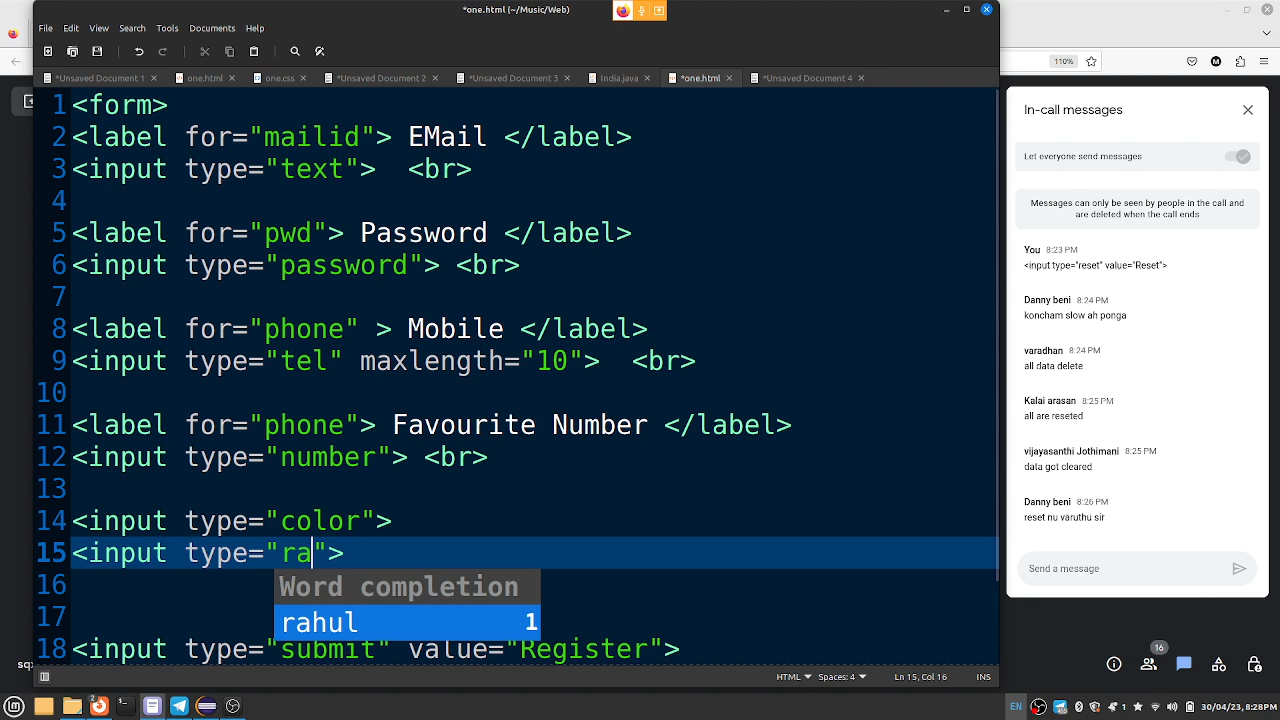 *one.html (~/Music/Web)
File Edit View Search Tools Documents Help
*Unsaved Document 1 one.html one.css *Unsaved Document 2 *Unsaved Document 3 India.java *one.html *Unsaved Document 4
1 <form>
2 <label for="mailid"> EMail </label>
3 <input type="text">  <br>
4
5 <label for="pwd"> Password </label>
6 <input type="password"> <br>
7
8 <label for="phone" > Mobile </label>
9 <input type="tel" maxlength="10">  <br>
10
11 <label for="phone"> Favourite Number </label>
12 <input type="number"> <br>
13
14 <input type="color">
15 <input type="ra">
16
Word completion
17
rahul 1
18 <input type="submit" value="Register">
HTML Spaces: 4 Ln 15, Col 16 INS
110%
In-call messages
Let everyone send messages
Messages can only be seen by people in the call and
are deleted when the call ends
You 8:23 PM
<input type="reset" value="Reset">
Danny beni 8:24 PM
koncham slow ah ponga
varadhan 8:24 PM
all data delete
Kalai arasan 8:25 PM
all are reseted
vijayasanthi Jothimani 8:25 PM
data got cleared
Danny beni 8:26 PM
reset nu varuthu sir
Send a message
16
2
EN 1 30/04/23, 8:28PM